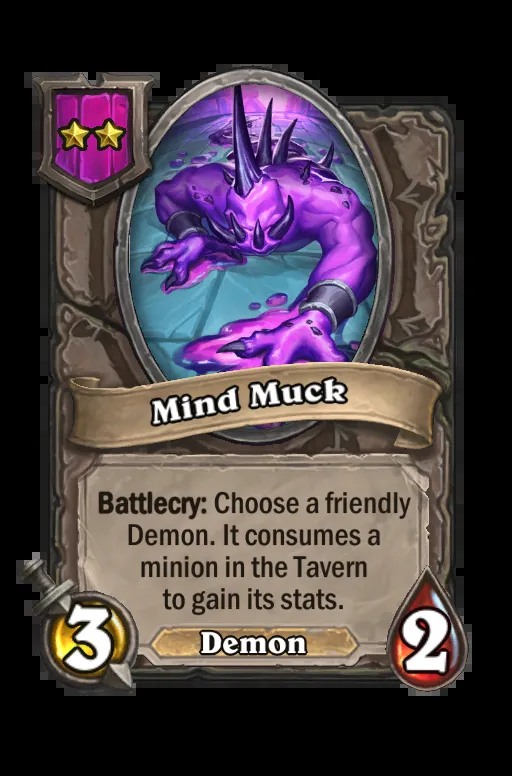 Mind Muck
Battlecry: Choose a friendly
Demon. It consumes a
minion in the Tavern
to gain its stats.
3
Demon
2